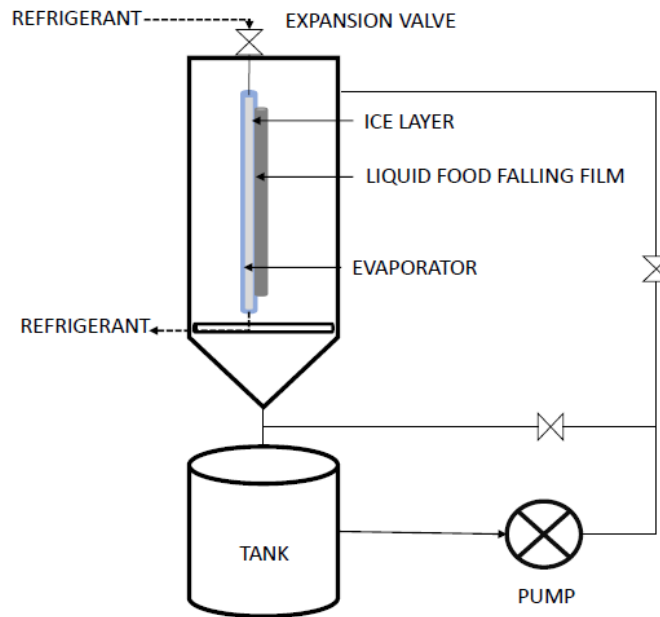 REFRIGERANT
EXPANSION VALVE
ICE LAYER
LIQUID FOOD FALLING FILM
EVAPORATOR
REFRIGERANT
TANK
PUMP